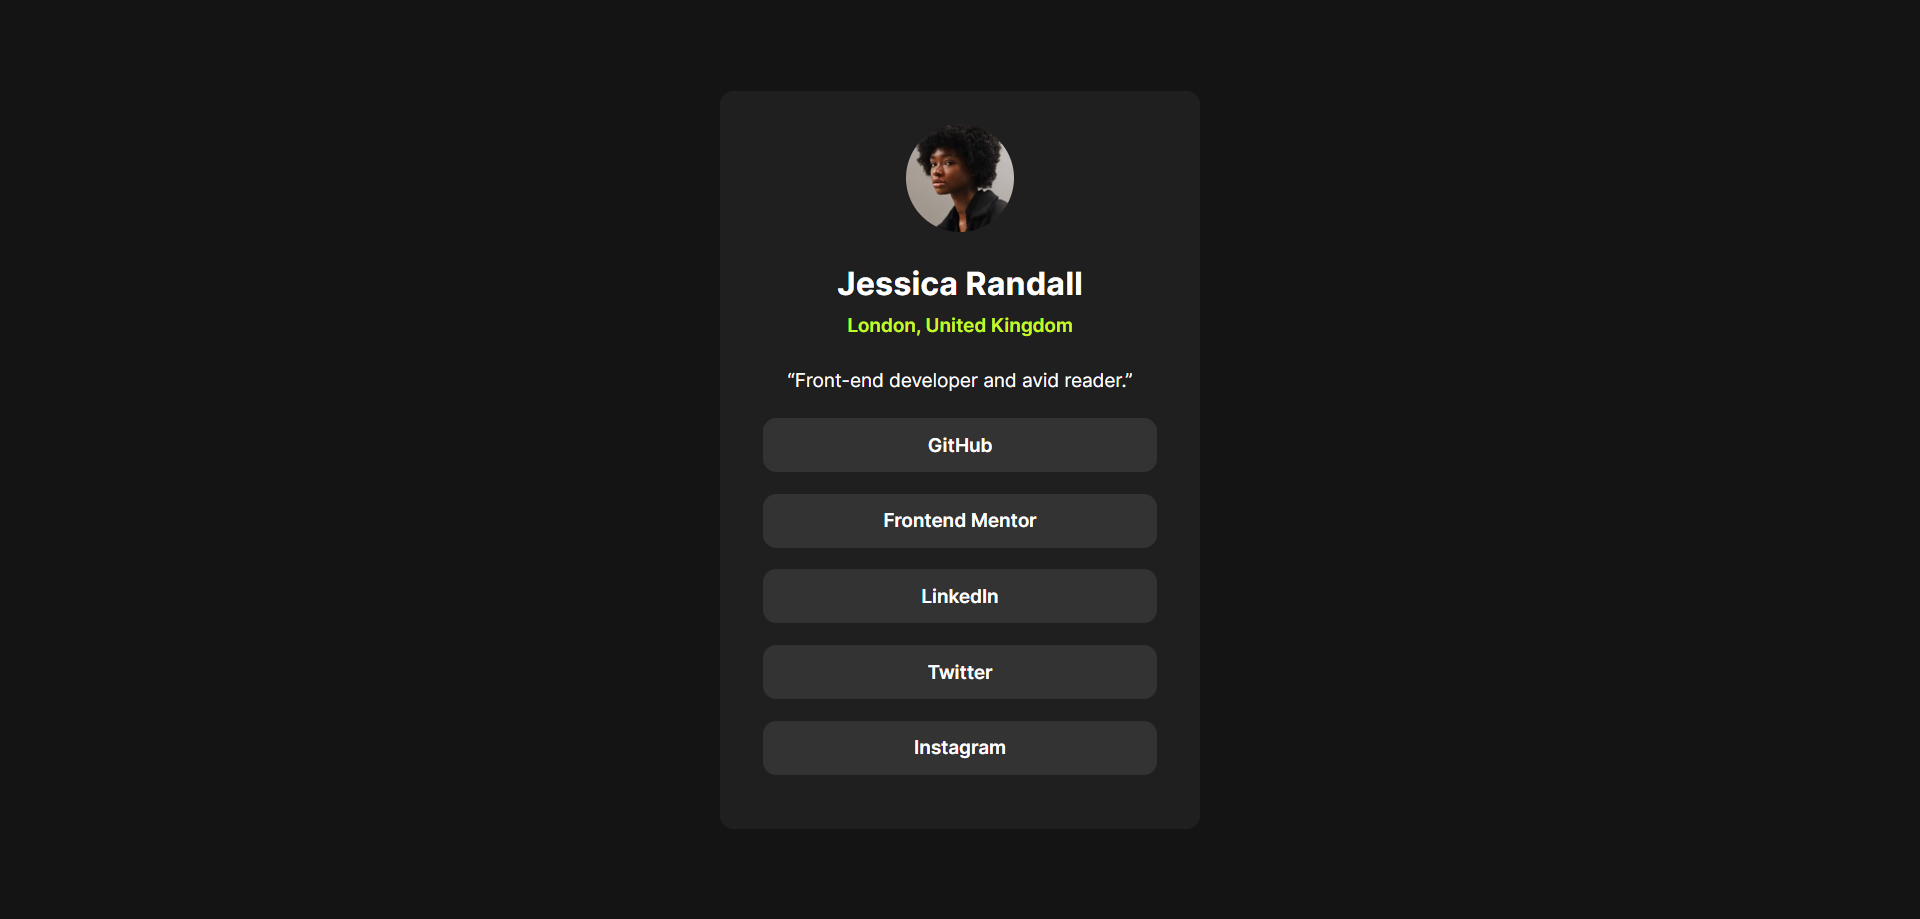 Jessica Randall
London, United Kingdom
“Front-end developer and avid reader.”
GitHub
Frontend Mentor
LinkedIn
Twitter
Instagram